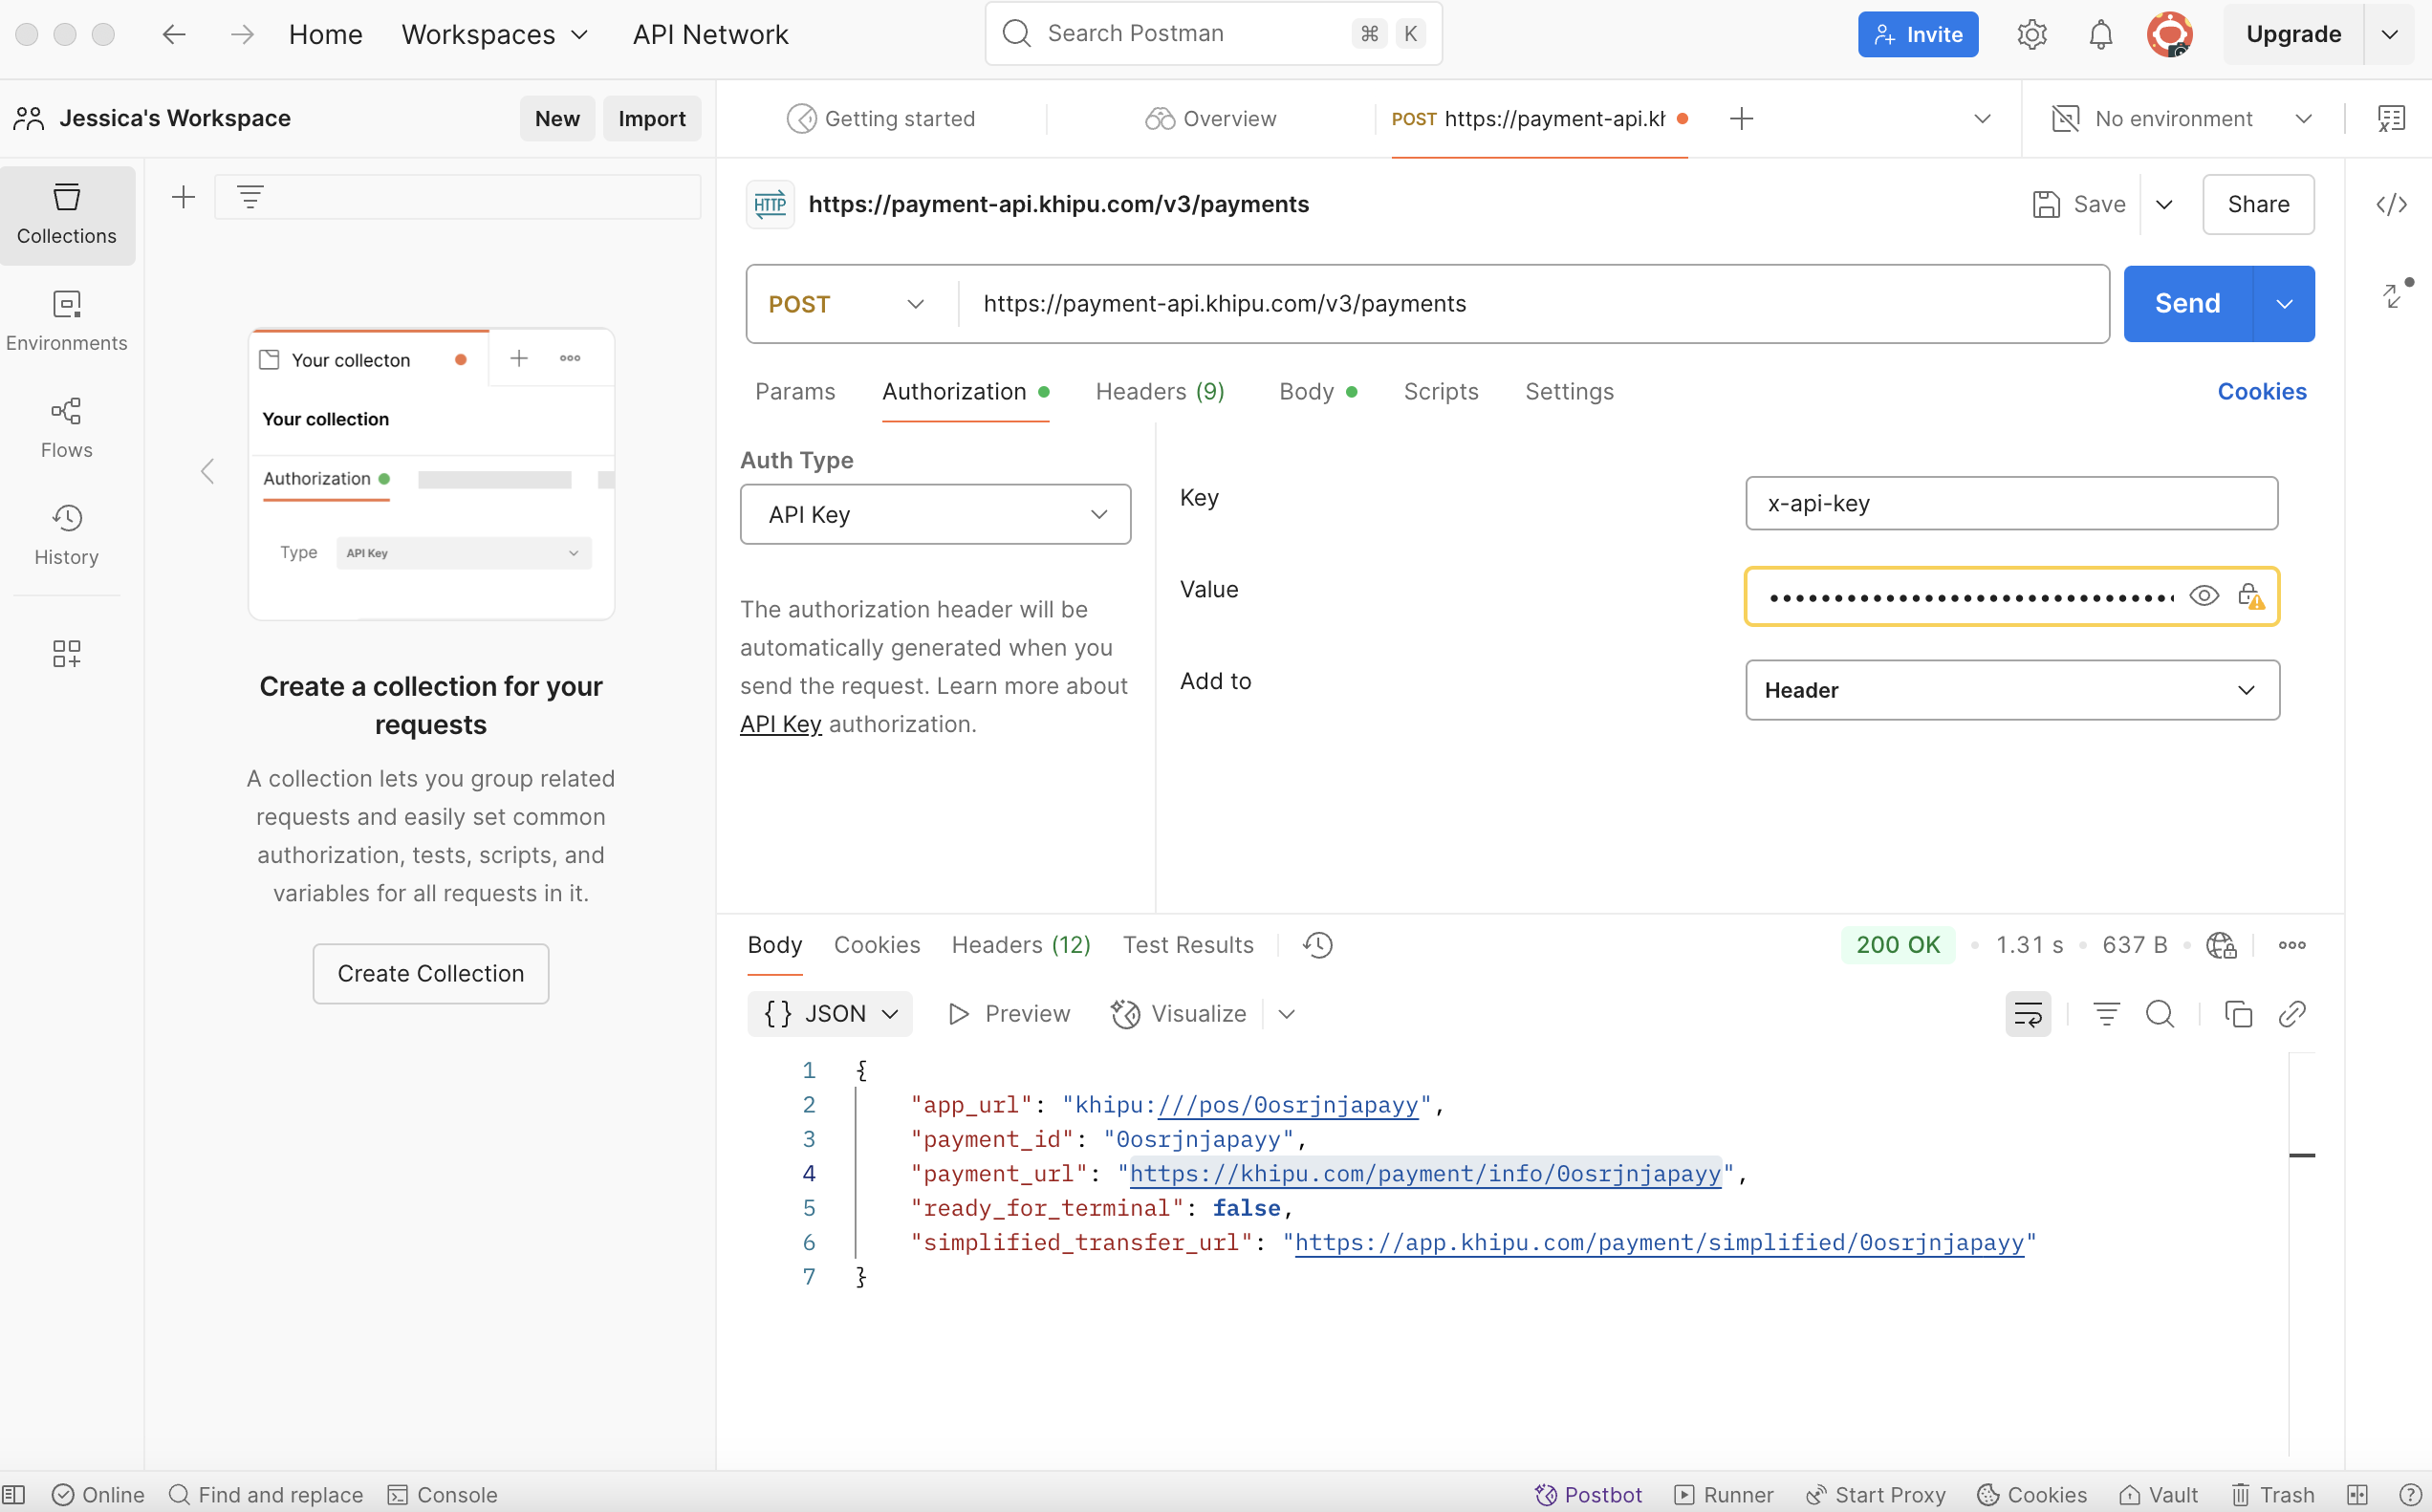 Home
Workspaces
API Network
Search Postman
⌘ K
Invite
Upgrade
Jessica's Workspace
New
Import
Getting started
Overview
POST https://payment-api.kh
No environment
Collections
Environments
Flows
History
Your collecton
Your collection
Authorization
Type
API Key
Create a collection for your
requests
A collection lets you group related
requests and easily set common
authorization, tests, scripts, and
variables for all requests in it.
Create Collection
HTTP
https://payment-api.khipu.com/v3/payments
Save
Share
POST
https://payment-api.khipu.com/v3/payments
Send
Params
Authorization
Headers (9)
Body
Scripts
Settings
Cookies
Auth Type
API Key
The authorization header will be
automatically generated when you
send the request. Learn more about
API Key authorization.
Key
x-api-key
Value
Add to
Header
Body
Cookies
Headers (12)
Test Results
200 OK
1.31 s
637 B
{} JSON
Preview
Visualize
1 {
2 "app_url": "khipu:///pos/0osrjnjapayy",
3 "payment_id": "0osrjnjapayy",
4 "payment_url": "https://khipu.com/payment/info/0osrjnjapayy",
5 "ready_for_terminal": false,
6 "simplified_transfer_url": "https://app.khipu.com/payment/simplified/0osrjnjapayy"
7 }
Online
Find and replace
Console
Postbot
Runner
Start Proxy
Cookies
Vault
Trash